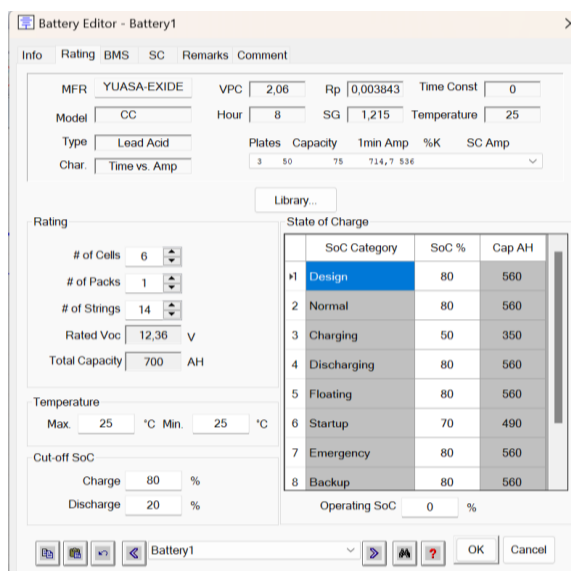 Battery Editor - Battery1
Info Rating BMS SC Remarks Comment
MFR YUASA-EXIDE VPC 2,06 Rp 0,003843 Time Const 0
Model CC Hour 8 SG 1,215 Temperature 25
Type Lead Acid Plates Capacity 1min Amp %K SC Amp
Char. Time vs. Amp 3 50 75 714,7 536
Library...
Rating
# of Cells 6
# of Packs 1
# of Strings 14
Rated Voc 12,36 V
Total Capacity 700 AH
Temperature
Max. 25 °C Min. 25 °C
Cut-off SoC
Charge 80 %
Discharge 20 %
State of Charge
SoC Category SoC % Cap AH
1 Design 80 560
2 Normal 80 560
3 Charging 50 350
4 Discharging 80 560
5 Floating 80 560
6 Startup 70 490
7 Emergency 80 560
8 Backup 80 560
Operating SoC 0 %
Battery1 ? OK Cancel